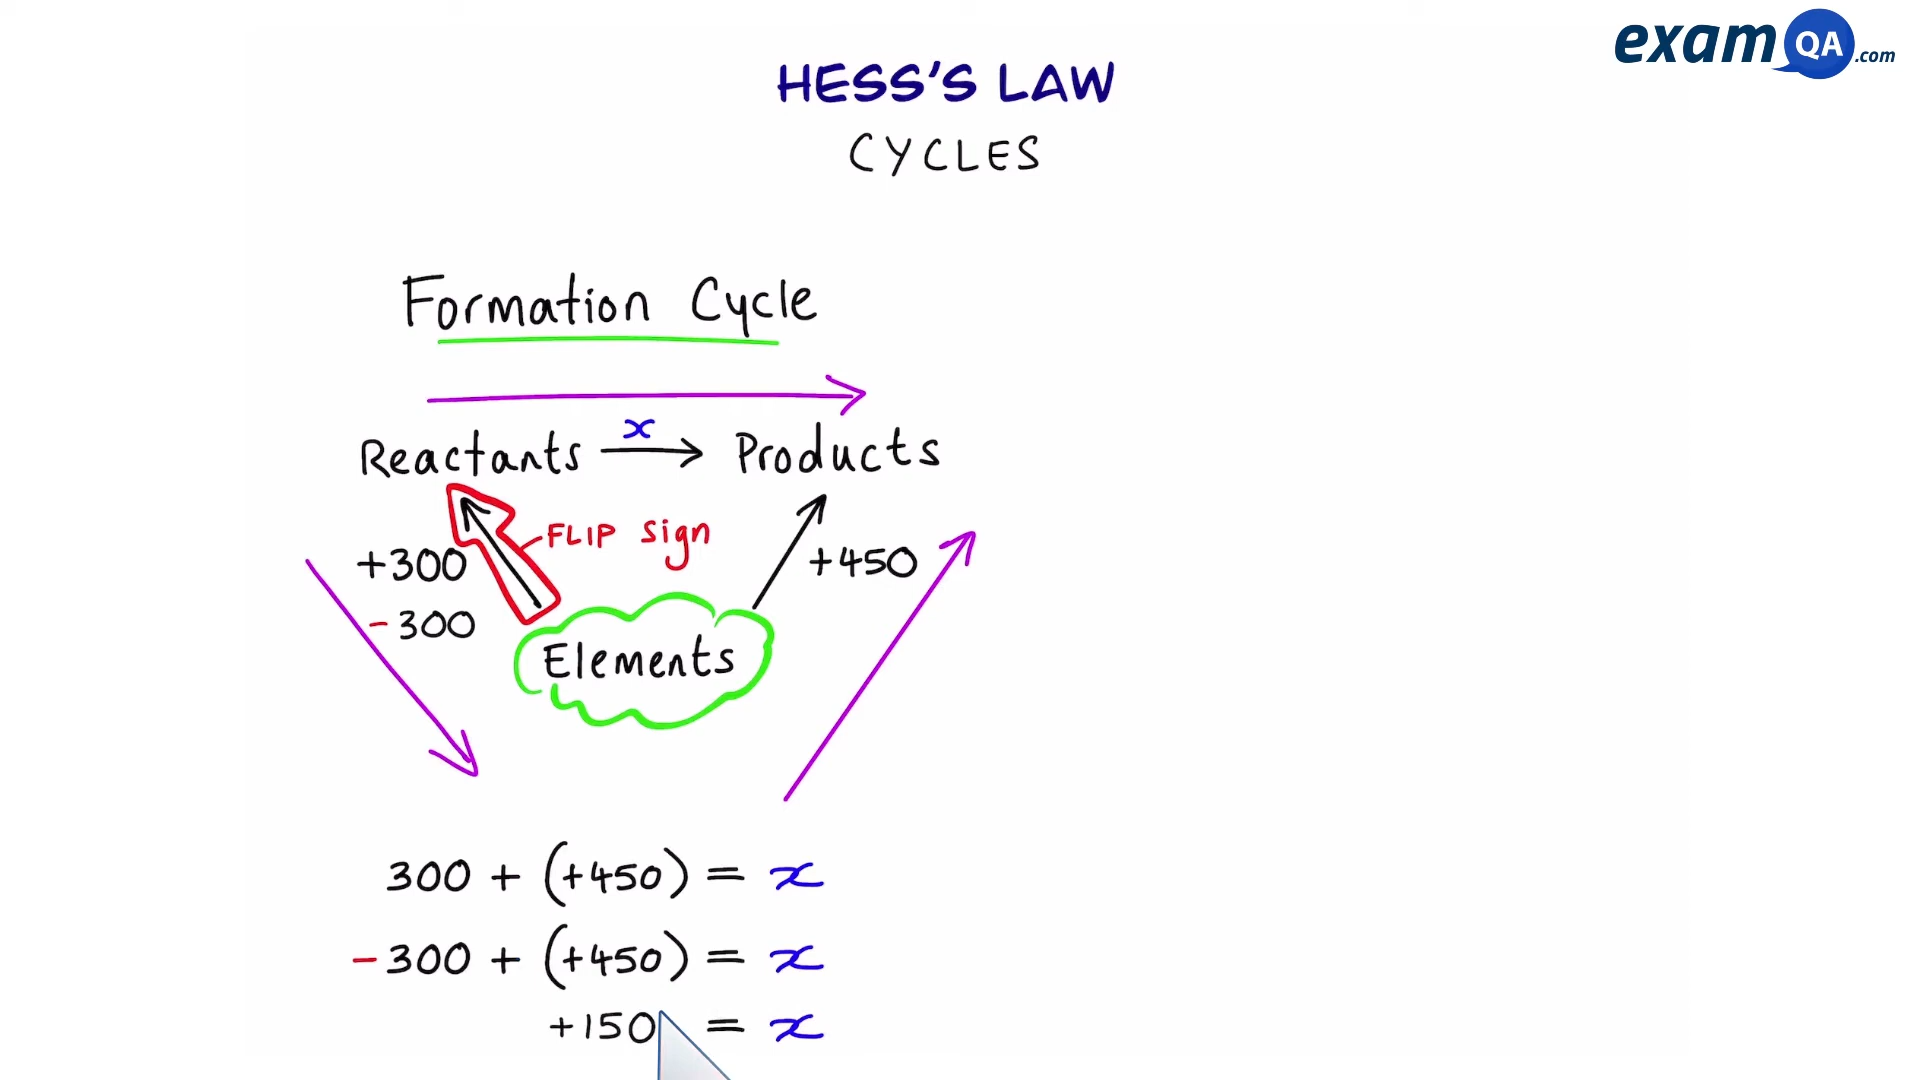 examQA.com
HESS'S LAW
CYCLES
Formation Cycle
x
Reactants → Products
FLIP sign
+300
+450
-300
Elements
300 + (+450) = x
-300 + (+450) = x
+150 = x